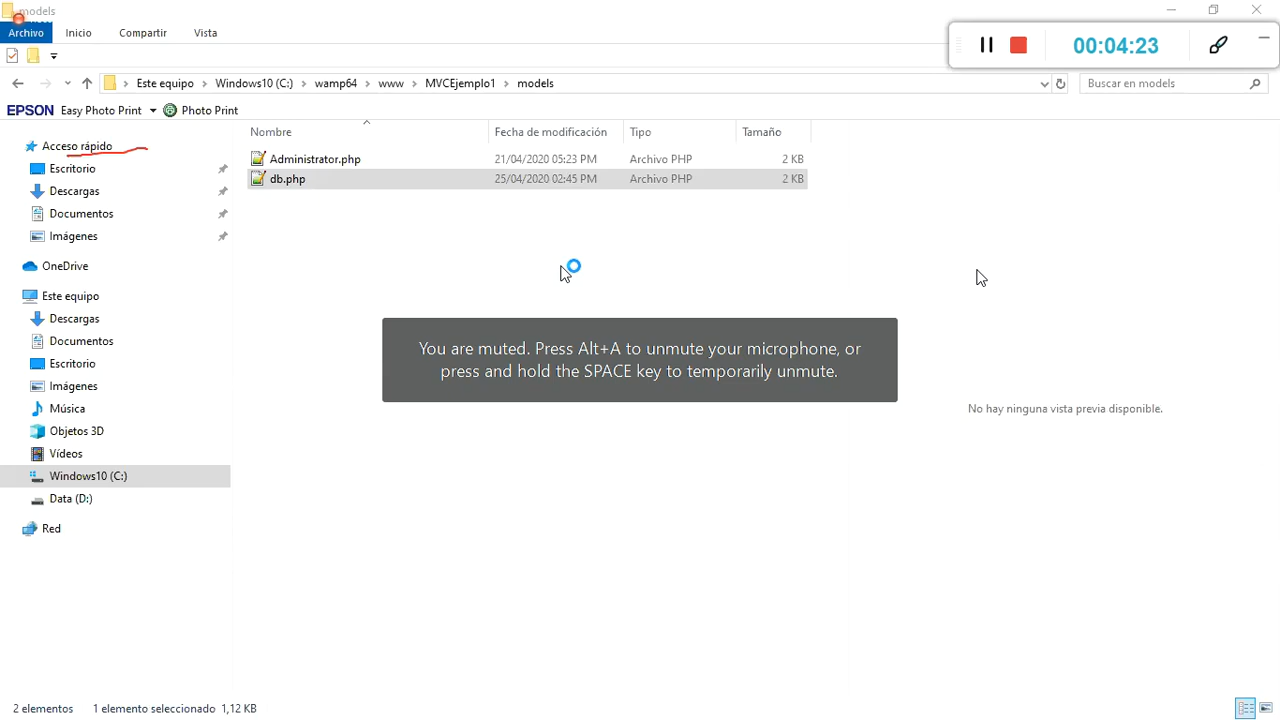 models
Archivo Inicio Compartir Vista
00:04:23
Este equipo Windows10 (C:) wamp64 www MVCEjemplo1 models
Buscar en models
EPSON Easy Photo Print Photo Print
Nombre Fecha de modificación Tipo Tamaño
Administrator.php 21/04/2020 05:23 PM Archivo PHP 2 KB
db.php 25/04/2020 02:45 PM Archivo PHP 2 KB
Acceso rápido
Escritorio
Descargas
Documentos
Imágenes
OneDrive
Este equipo
Descargas
Documentos
Escritorio
Imágenes
Música
Objetos 3D
Vídeos
Windows10 (C:)
Data (D:)
Red
You are muted. Press Alt+A to unmute your microphone, or
press and hold the SPACE key to temporarily unmute.
No hay ninguna vista previa disponible.
2 elementos 1 elemento seleccionado 1,12 KB